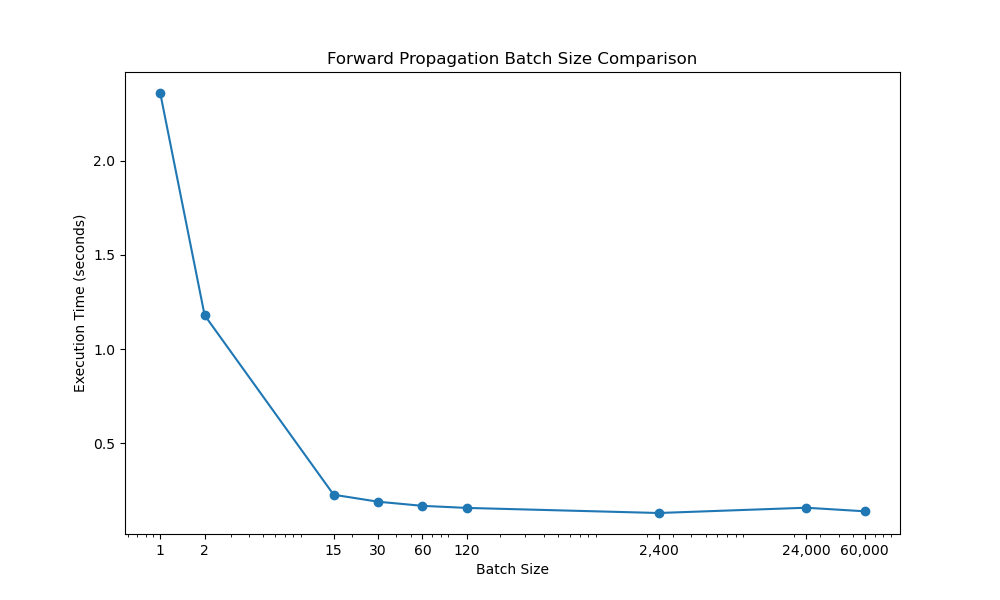 Forward Propagation Batch Size Comparison
Execution Time (seconds)
2.0
1.5
1.0
0.5
1 2 15 30 60 120 2,400 24,000 60,000
Batch Size